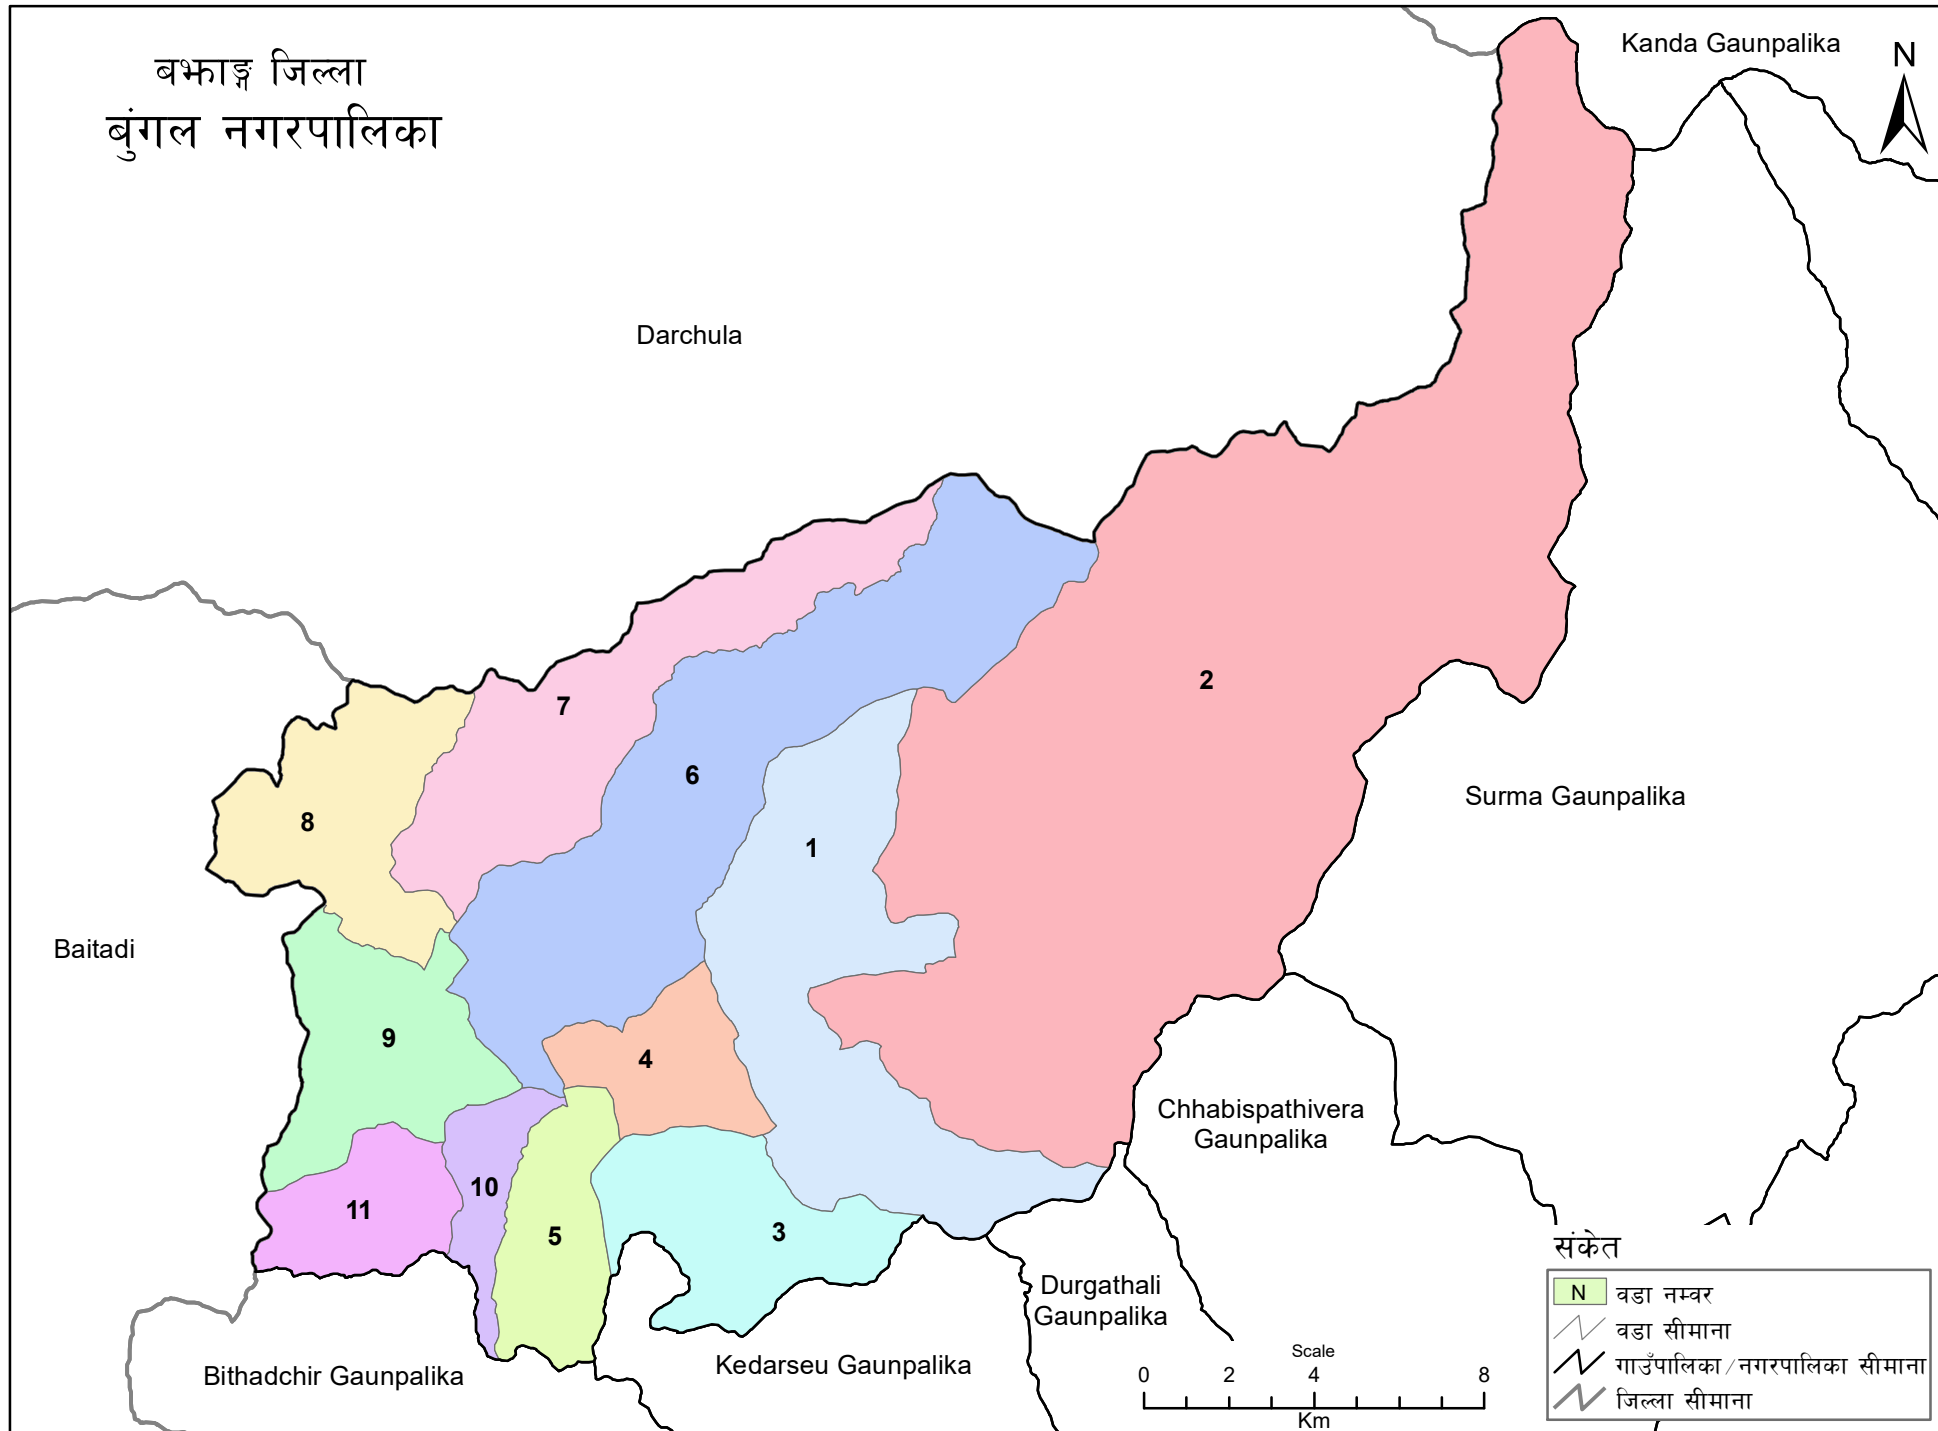 बझाङ्ग जिल्ला
बुंगल नगरपालिका
Kanda Gaunpalika
N
Darchula
2
7
6
Surma Gaunpalika
8
1
Baitadi
9
4
Chhabispathivera
Gaunpalika
10
11
5
3
संकेत
N वडा नम्वर
वडा सीमाना
गाउँपालिका/नगरपालिका सीमाना
जिल्ला सीमाना
Durgathali
Gaunpalika
Scale
0 2 4 8
Km
Kedarseu Gaunpalika
Bithadchir Gaunpalika